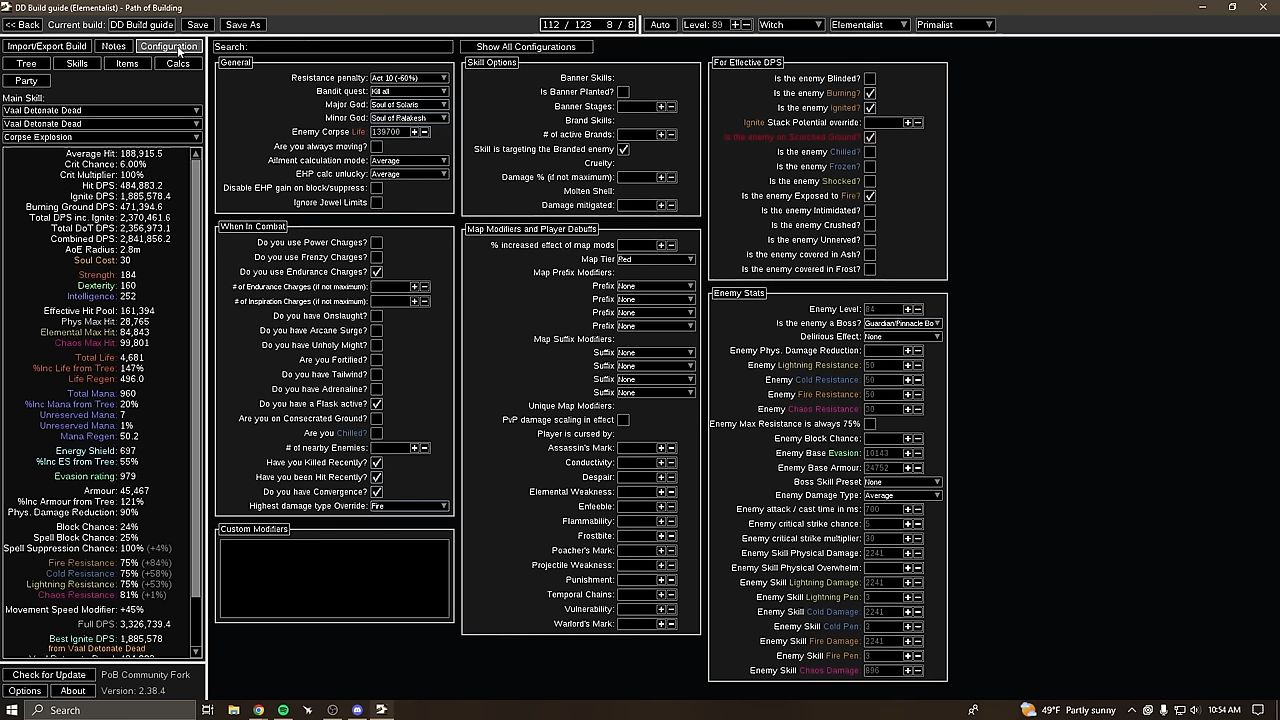 DD Build guide (Elementalist) - Path of Building
<< Back Current build: DD Build guide Save Save As 112 / 123 8 / 8 Auto Level: 89 Witch Elementalist Primalist
Import/Export Build Notes Configuration
Tree Skills Items Calcs
Party
Main Skill:
Vaal Detonate Dead
Vaal Detonate Dead
Corpse Explosion
Average Hit: 188,915.5
Crit Chance: 6.00%
Crit Multiplier: 100%
Hit DPS: 484,883.2
Ignite DPS: 1,885,578.4
Burning Ground DPS: 471,394.6
Total DPS inc. Ignite: 2,370,461.6
Total DoT DPS: 2,356,973.1
Combined DPS: 2,841,856.2
AoE Radius: 2.8m
Soul Cost: 30
Strength: 184
Dexterity: 160
Intelligence: 252
Effective Hit Pool: 161,394
Phys Max Hit: 28,765
Elemental Max Hit: 84,843
Chaos Max Hit: 99,801
Total Life: 4,681
%Inc Life from Tree: 147%
Life Regen: 496.0
Total Mana: 960
%Inc Mana from Tree: 20%
Unreserved Mana: 7
Unreserved Mana: 1%
Mana Regen: 50.2
Energy Shield: 697
%Inc ES from Tree: 55%
Evasion rating: 979
Armour: 45,467
%Inc Armour from Tree: 121%
Phys. Damage Reduction: 90%
Block Chance: 24%
Spell Block Chance: 25%
Spell Suppression Chance: 100% (+4%)
Fire Resistance: 75% (+84%)
Cold Resistance: 75% (+58%)
Lightning Resistance: 75% (+53%)
Chaos Resistance: 81% (+1%)
Movement Speed Modifier: +45%
Full DPS: 3,326,739.4
Best Ignite DPS: 1,885,578
from Vaal Detonate Dead
Check for Update PoB Community Fork
Options About Version: 2.38.4
Search: Show All Configurations
General
Resistance penalty: Act 10 (-60%)
Bandit quest: Kill all
Major God: Soul of Solaris
Minor God: Soul of Ralakesh
Enemy Corpse Life: 139700
Are you always moving?
Ailment calculation mode: Average
EHP calc unlucky: Average
Disable EHP gain on block/suppress:
Ignore Jewel Limits
When In Combat
Do you use Power Charges?
Do you use Frenzy Charges?
Do you use Endurance Charges?
# of Endurance Charges (if not maximum):
# of Inspiration Charges (if not maximum):
Do you have Onslaught?
Do you have Arcane Surge?
Do you have Unholy Might?
Are you Fortified?
Do you have Tailwind?
Do you have Adrenaline?
Do you have a Flask active?
Are you on Consecrated Ground?
Are you Chilled?
# of nearby Enemies:
Have you Killed Recently?
Have you been Hit Recently?
Do you have Convergence?
Highest damage type Override: Fire
Custom Modifiers
Skill Options
Banner Skills:
Is Banner Planted?
Banner Stages:
Brand Skills:
# of active Brands:
Skill is targeting the Branded enemy
Cruelty:
Damage % (if not maximum):
Molten Shell:
Damage mitigated:
Map Modifiers and Player Debuffs
% increased effect of map mods
Map Tier Red
Map Prefix Modifiers:
Prefix None
Prefix None
Prefix None
Prefix None
Map Suffix Modifiers:
Suffix None
Suffix None
Suffix None
Suffix None
Unique Map Modifiers:
PvP damage scaling in effect
Player is cursed by:
Assassin's Mark:
Conductivity:
Despair:
Elemental Weakness:
Enfeeble:
Flammability:
Frostbite:
Poacher's Mark:
Projectile Weakness:
Punishment:
Temporal Chains:
Vulnerability:
Warlord's Mark:
For Effective DPS
Is the enemy Blinded?
Is the enemy Burning?
Is the enemy Ignited?
Ignite Stack Potential override:
Is the enemy on Scorched Ground?
Is the enemy Chilled?
Is the enemy Frozen?
Is the enemy Shocked?
Is the enemy Exposed to Fire?
Is the enemy Intimidated?
Is the enemy Crushed?
Is the enemy Unnerved?
Is the enemy covered in Ash?
Is the enemy covered in Frost?
Enemy Stats
Enemy Level: 84
Is the enemy a Boss? Guardian/Pinnacle Bo
Delirious Effect: None
Enemy Phys. Damage Reduction:
Enemy Lightning Resistance: 50
Enemy Cold Resistance: 50
Enemy Fire Resistance: 50
Enemy Chaos Resistance: 30
Enemy Max Resistance is always 75%
Enemy Block Chance:
Enemy Base Evasion: 10143
Enemy Base Armour: 24752
Boss Skill Preset None
Enemy Damage Type: Average
Enemy attack / cast time in ms: 700
Enemy critical strike chance: 5
Enemy critical strike multiplier: 30
Enemy Skill Physical Damage: 2241
Enemy Skill Physical Overwhelm:
Enemy Skill Lightning Damage: 2241
Enemy Skill Lightning Pen: 3
Enemy Skill Cold Damage: 2241
Enemy Skill Cold Pen: 3
Enemy Skill Fire Damage: 2241
Enemy Skill Fire Pen: 3
Enemy Skill Chaos Damage: 896
Search 49°F Partly sunny 10:54 AM